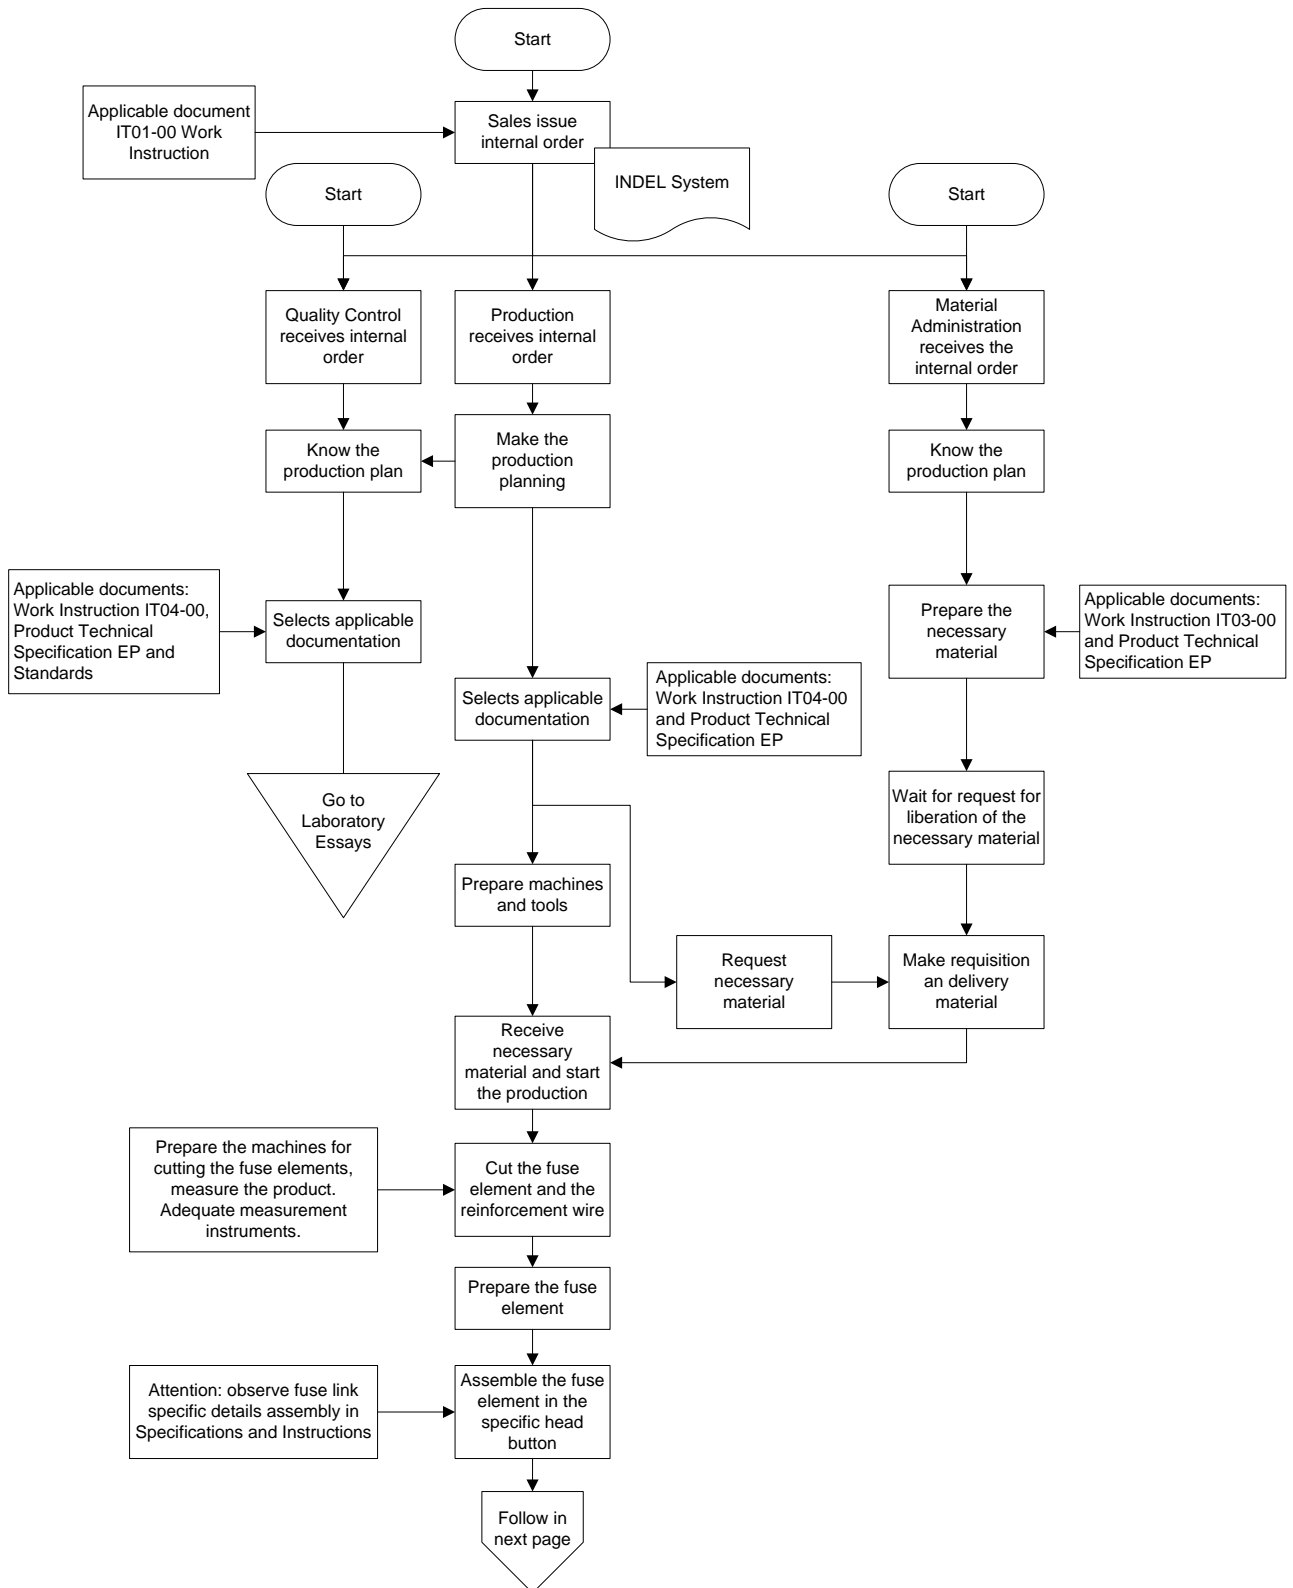 Start
Applicable document
IT01-00 Work
Instruction
Sales issue
internal order
INDEL System
Start
Start
Quality Control
receives internal
order
Production
receives internal
order
Material
Administration
receives the
internal order
Know the
production plan
Make the
production
planning
Know the
production plan
Applicable documents:
Work Instruction IT04-00,
Product Technical
Specification EP and
Standards
Selects applicable
documentation
Prepare the
necessary
material
Applicable documents:
Work Instruction IT03-00
and Product Technical
Specification EP
Selects applicable
documentation
Applicable documents:
Work Instruction IT04-00
and Product Technical
Specification EP
Go to
Laboratory
Essays
Wait for request for
liberation of the
necessary material
Prepare machines
and tools
Request
necessary
material
Make requisition
an delivery
material
Receive
necessary
material and start
the production
Prepare the machines for
cutting the fuse elements,
measure the product.
Adequate measurement
instruments.
Cut the fuse
element and the
reinforcement wire
Prepare the fuse
element
Attention: observe fuse link
specific details assembly in
Specifications and Instructions
Assemble the fuse
element in the
specific head
button
Follow in
next page